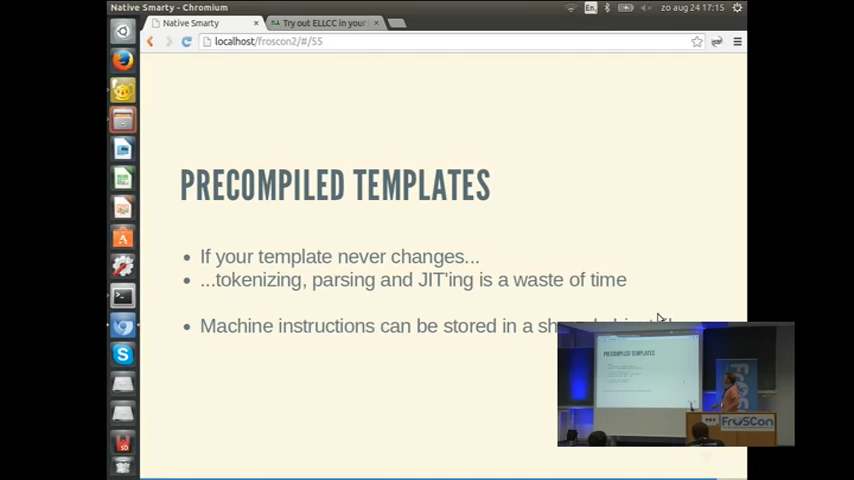 Native Smarty - Chromium
En
zo aug 24 17:15
Native Smarty
Try out ELLCC in your
localhost/froscon2/#/55
PRECOMPILED TEMPLATES
If your template never changes...
...tokenizing, parsing and JIT'ing is a waste of time
Machine instructions can be stored in a
PRECOMPILED TEMPLATES
FrOSCon